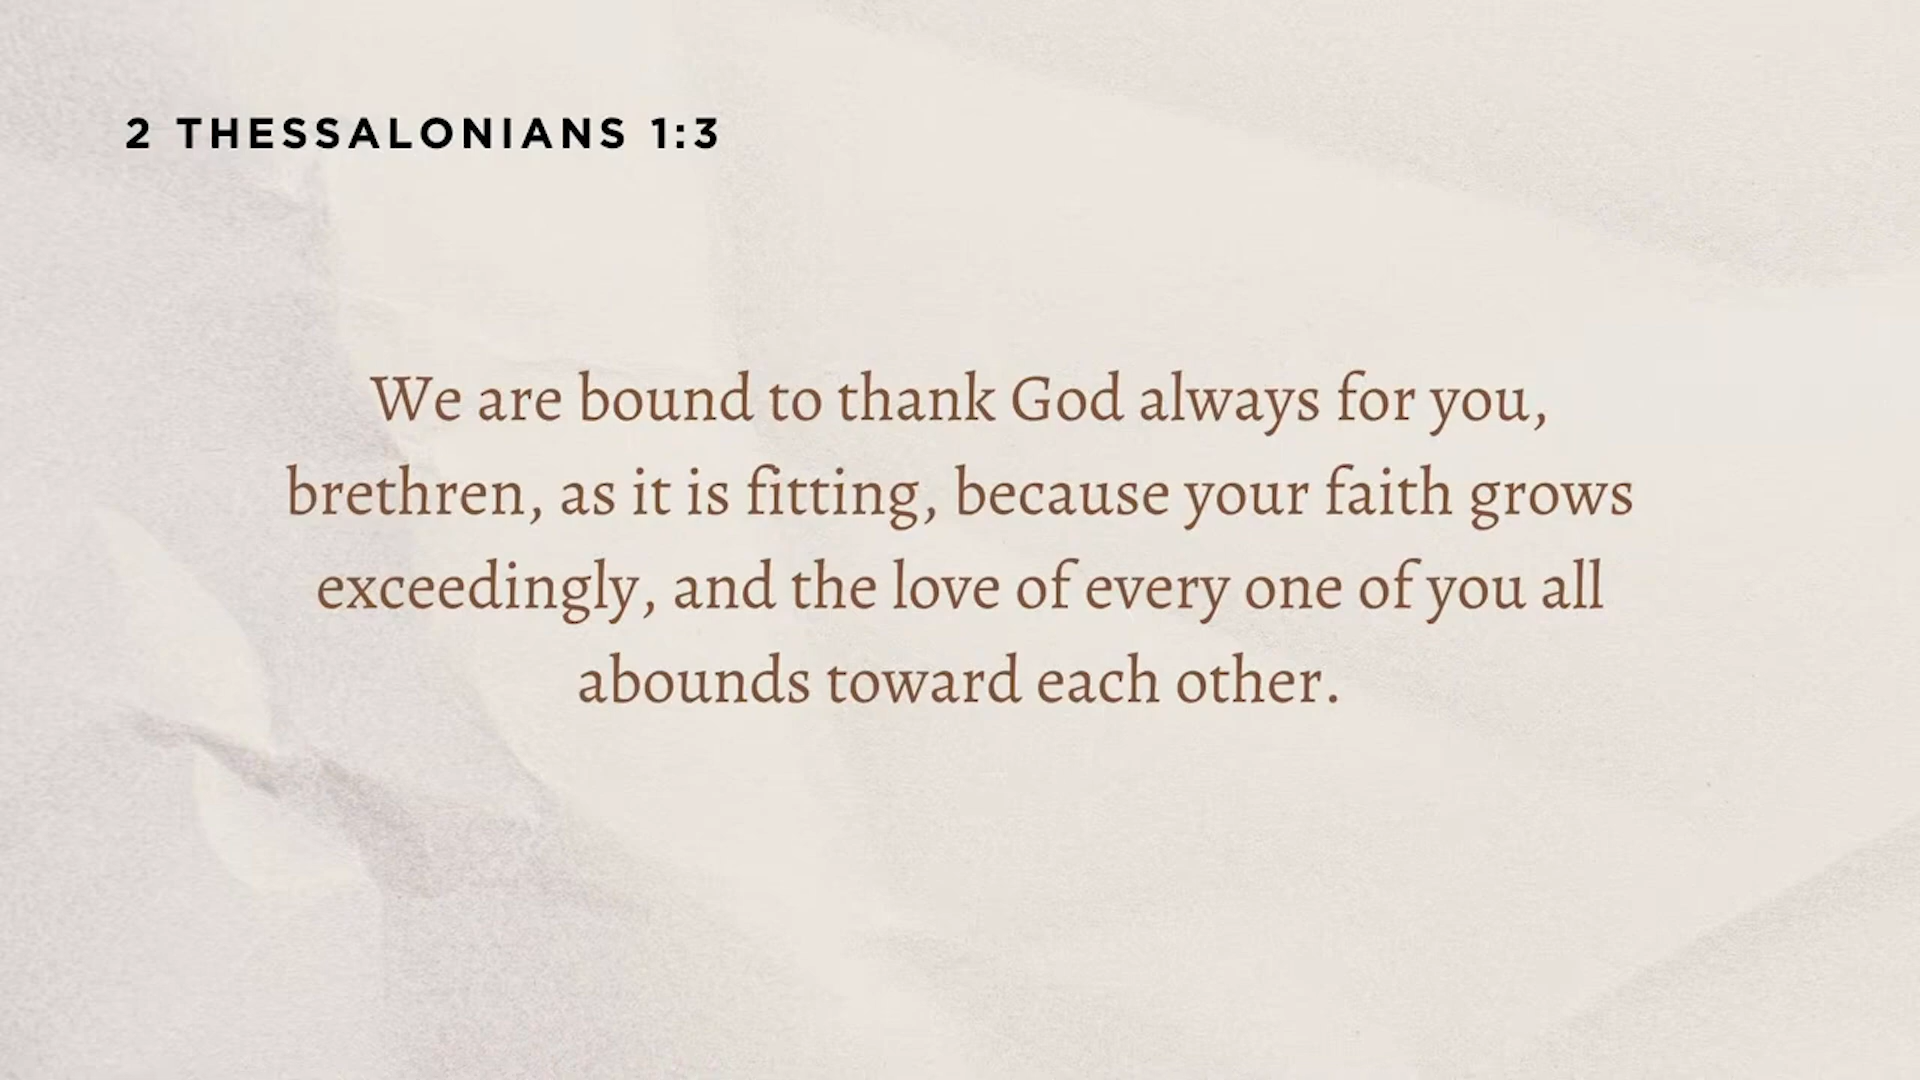 2 THESSALONIANS 1:3
We are bound to thank God always for you,
brethren, as it is fitting, because your faith grows
exceedingly, and the love of every one of you all
abounds toward each other.